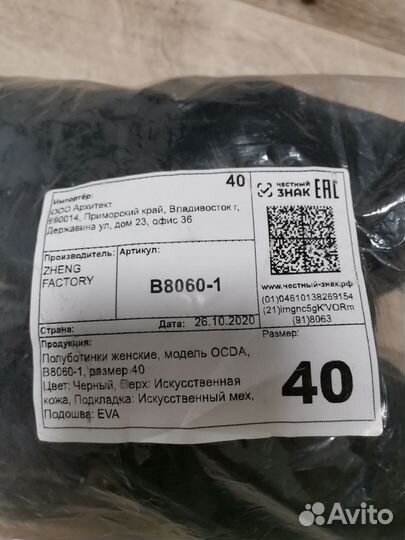 Импортёр:
40
ООО Архитект
690014, Приморский край, Владивосток г,
Державина ул, дом 23, офис 36
ЧЕСТНЫЙ
ЗНАК
EAC
Производитель:
ZHENG
FACTORY
Артикул:
B8060-1
www.честный-знак.рф
(01)04610138269154
(21)imgnc5gK'VORm
(91)8063
Страна:
Дата: 26.10.2020
Размер:
40
Продукция:
Полуботинки женские, модель OCDA,
B8060-1, размер 40
Цвет: Черный, Верх: Искусственная
кожа, Подкладка: Искусственный мех,
Подошва: EVA
Avito